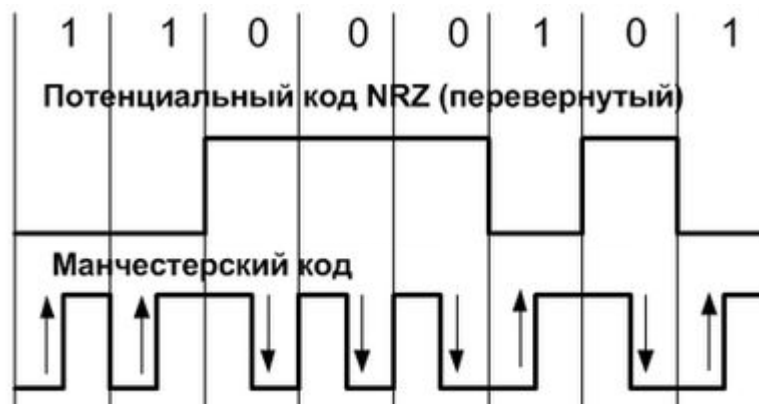 1 1 0 0 0 1 0 1
Потенциальный код NRZ (перевернутый)
Манчестерский код